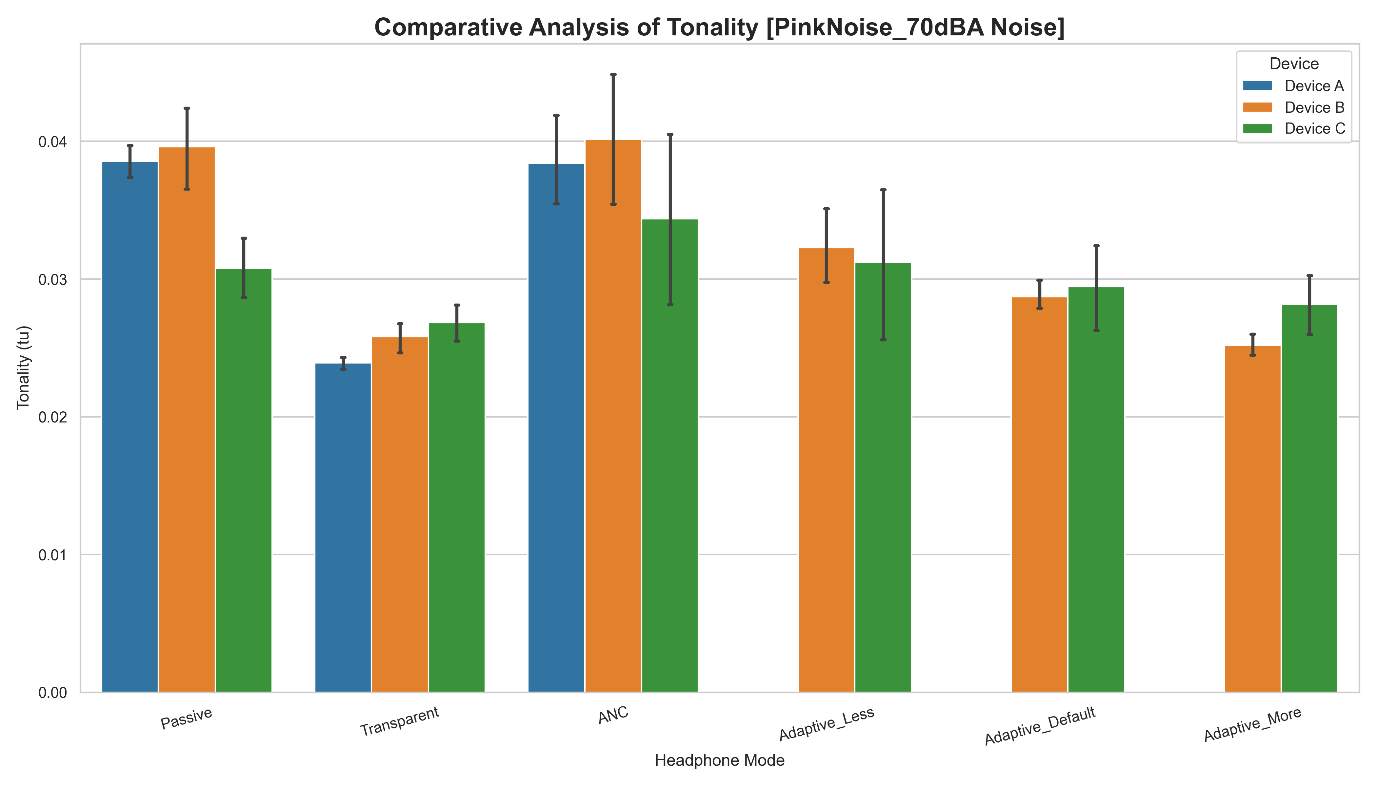 Comparative Analysis of Tonality [PinkNoise_70dBA Noise]
Device
Device A
Device B
Device C
Tonality (tu)
0.04
0.03
0.02
0.01
0.00
Passive
Transparent
ANC
Adaptive_Less
Adaptive_Default
Adaptive_More
Headphone Mode